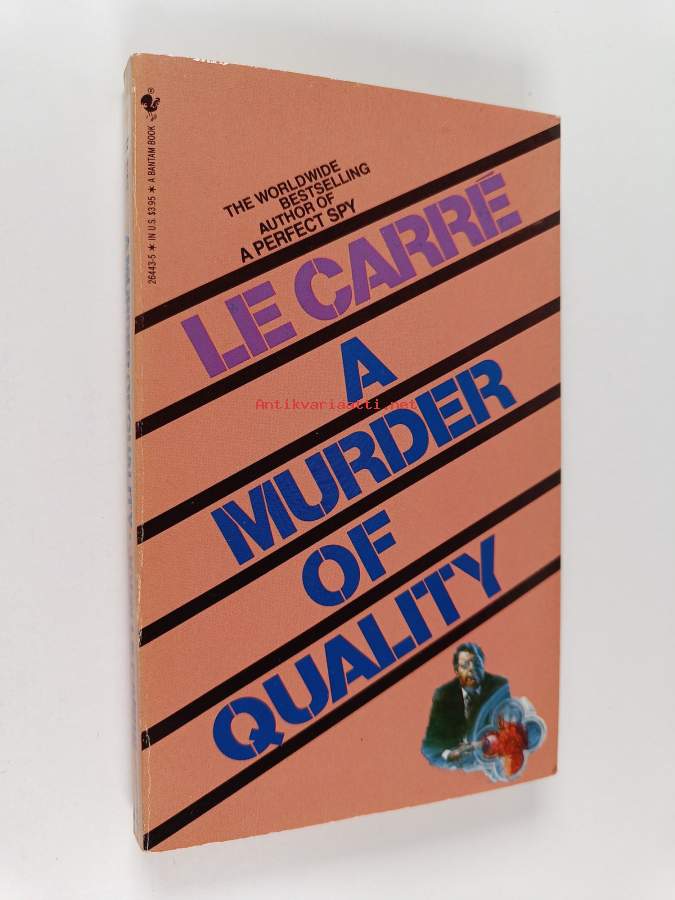 THE WORLDWIDE
BESTSELLING
AUTHOR OF
A PERFECT SPY
LE CARRÉ
A
MURDER
OF
QUALITY
26443-5 ★ IN U.S. $3.95 ★ A BANTAM BOOK
Antikvariaatti.net